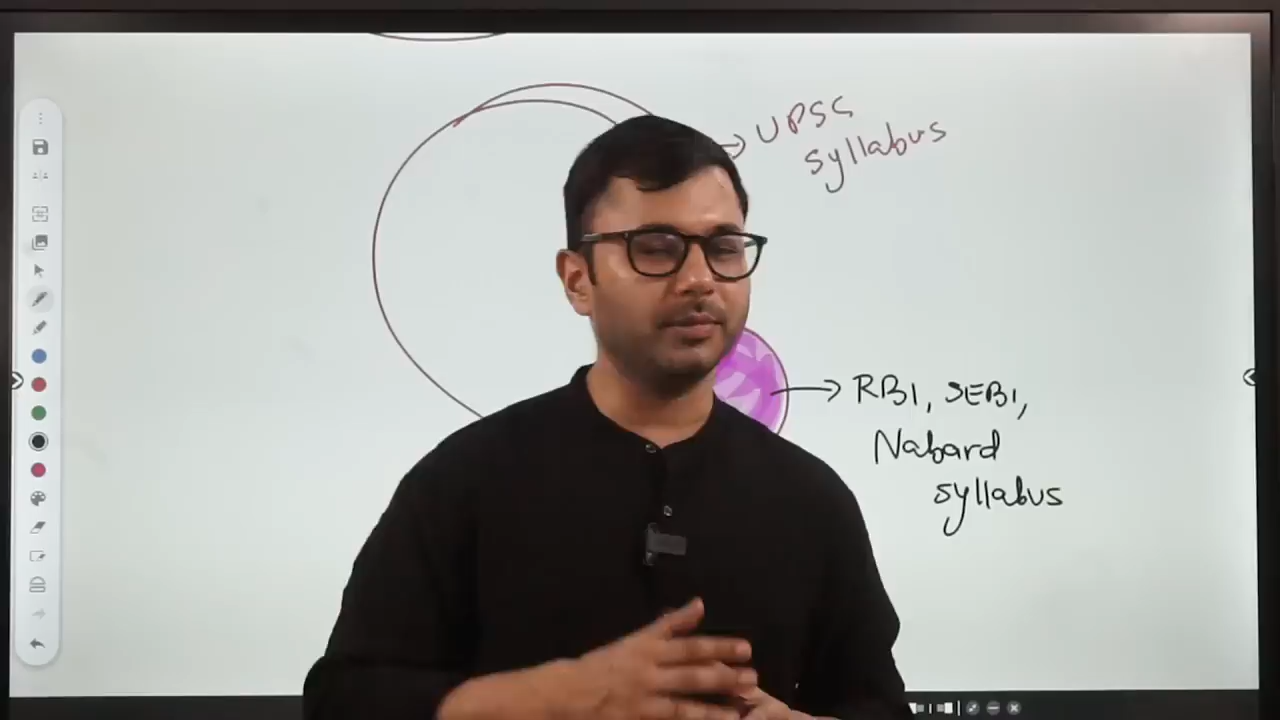 UPSC
syllabus
RBI, SEBI,
Nabard
syllabus